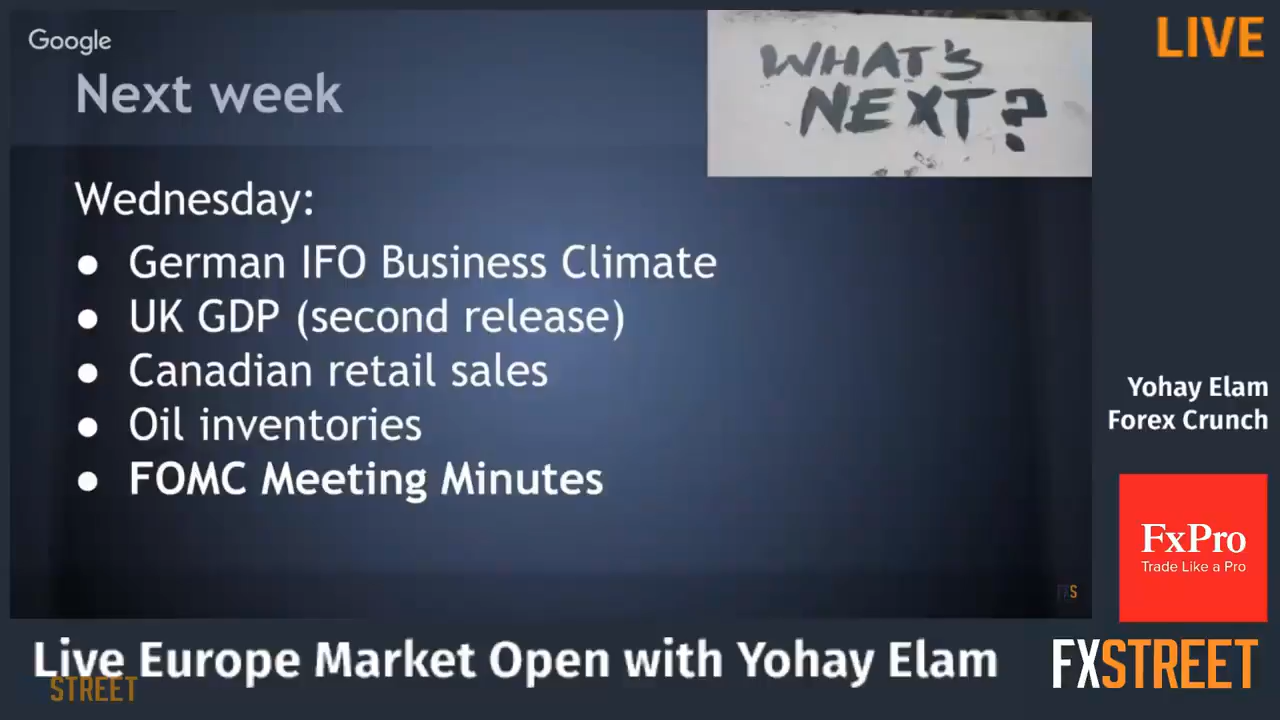 Google
Next week
WHAT'S
NEXT?
LIVE
Wednesday:
● German IFO Business Climate
● UK GDP (second release)
● Canadian retail sales
● Oil inventories
● FOMC Meeting Minutes
Yohay Elam
Forex Crunch
FxPro
Trade Like a Pro
FXS
Live Europe Market Open with Yohay Elam
STREET
FXSTREET